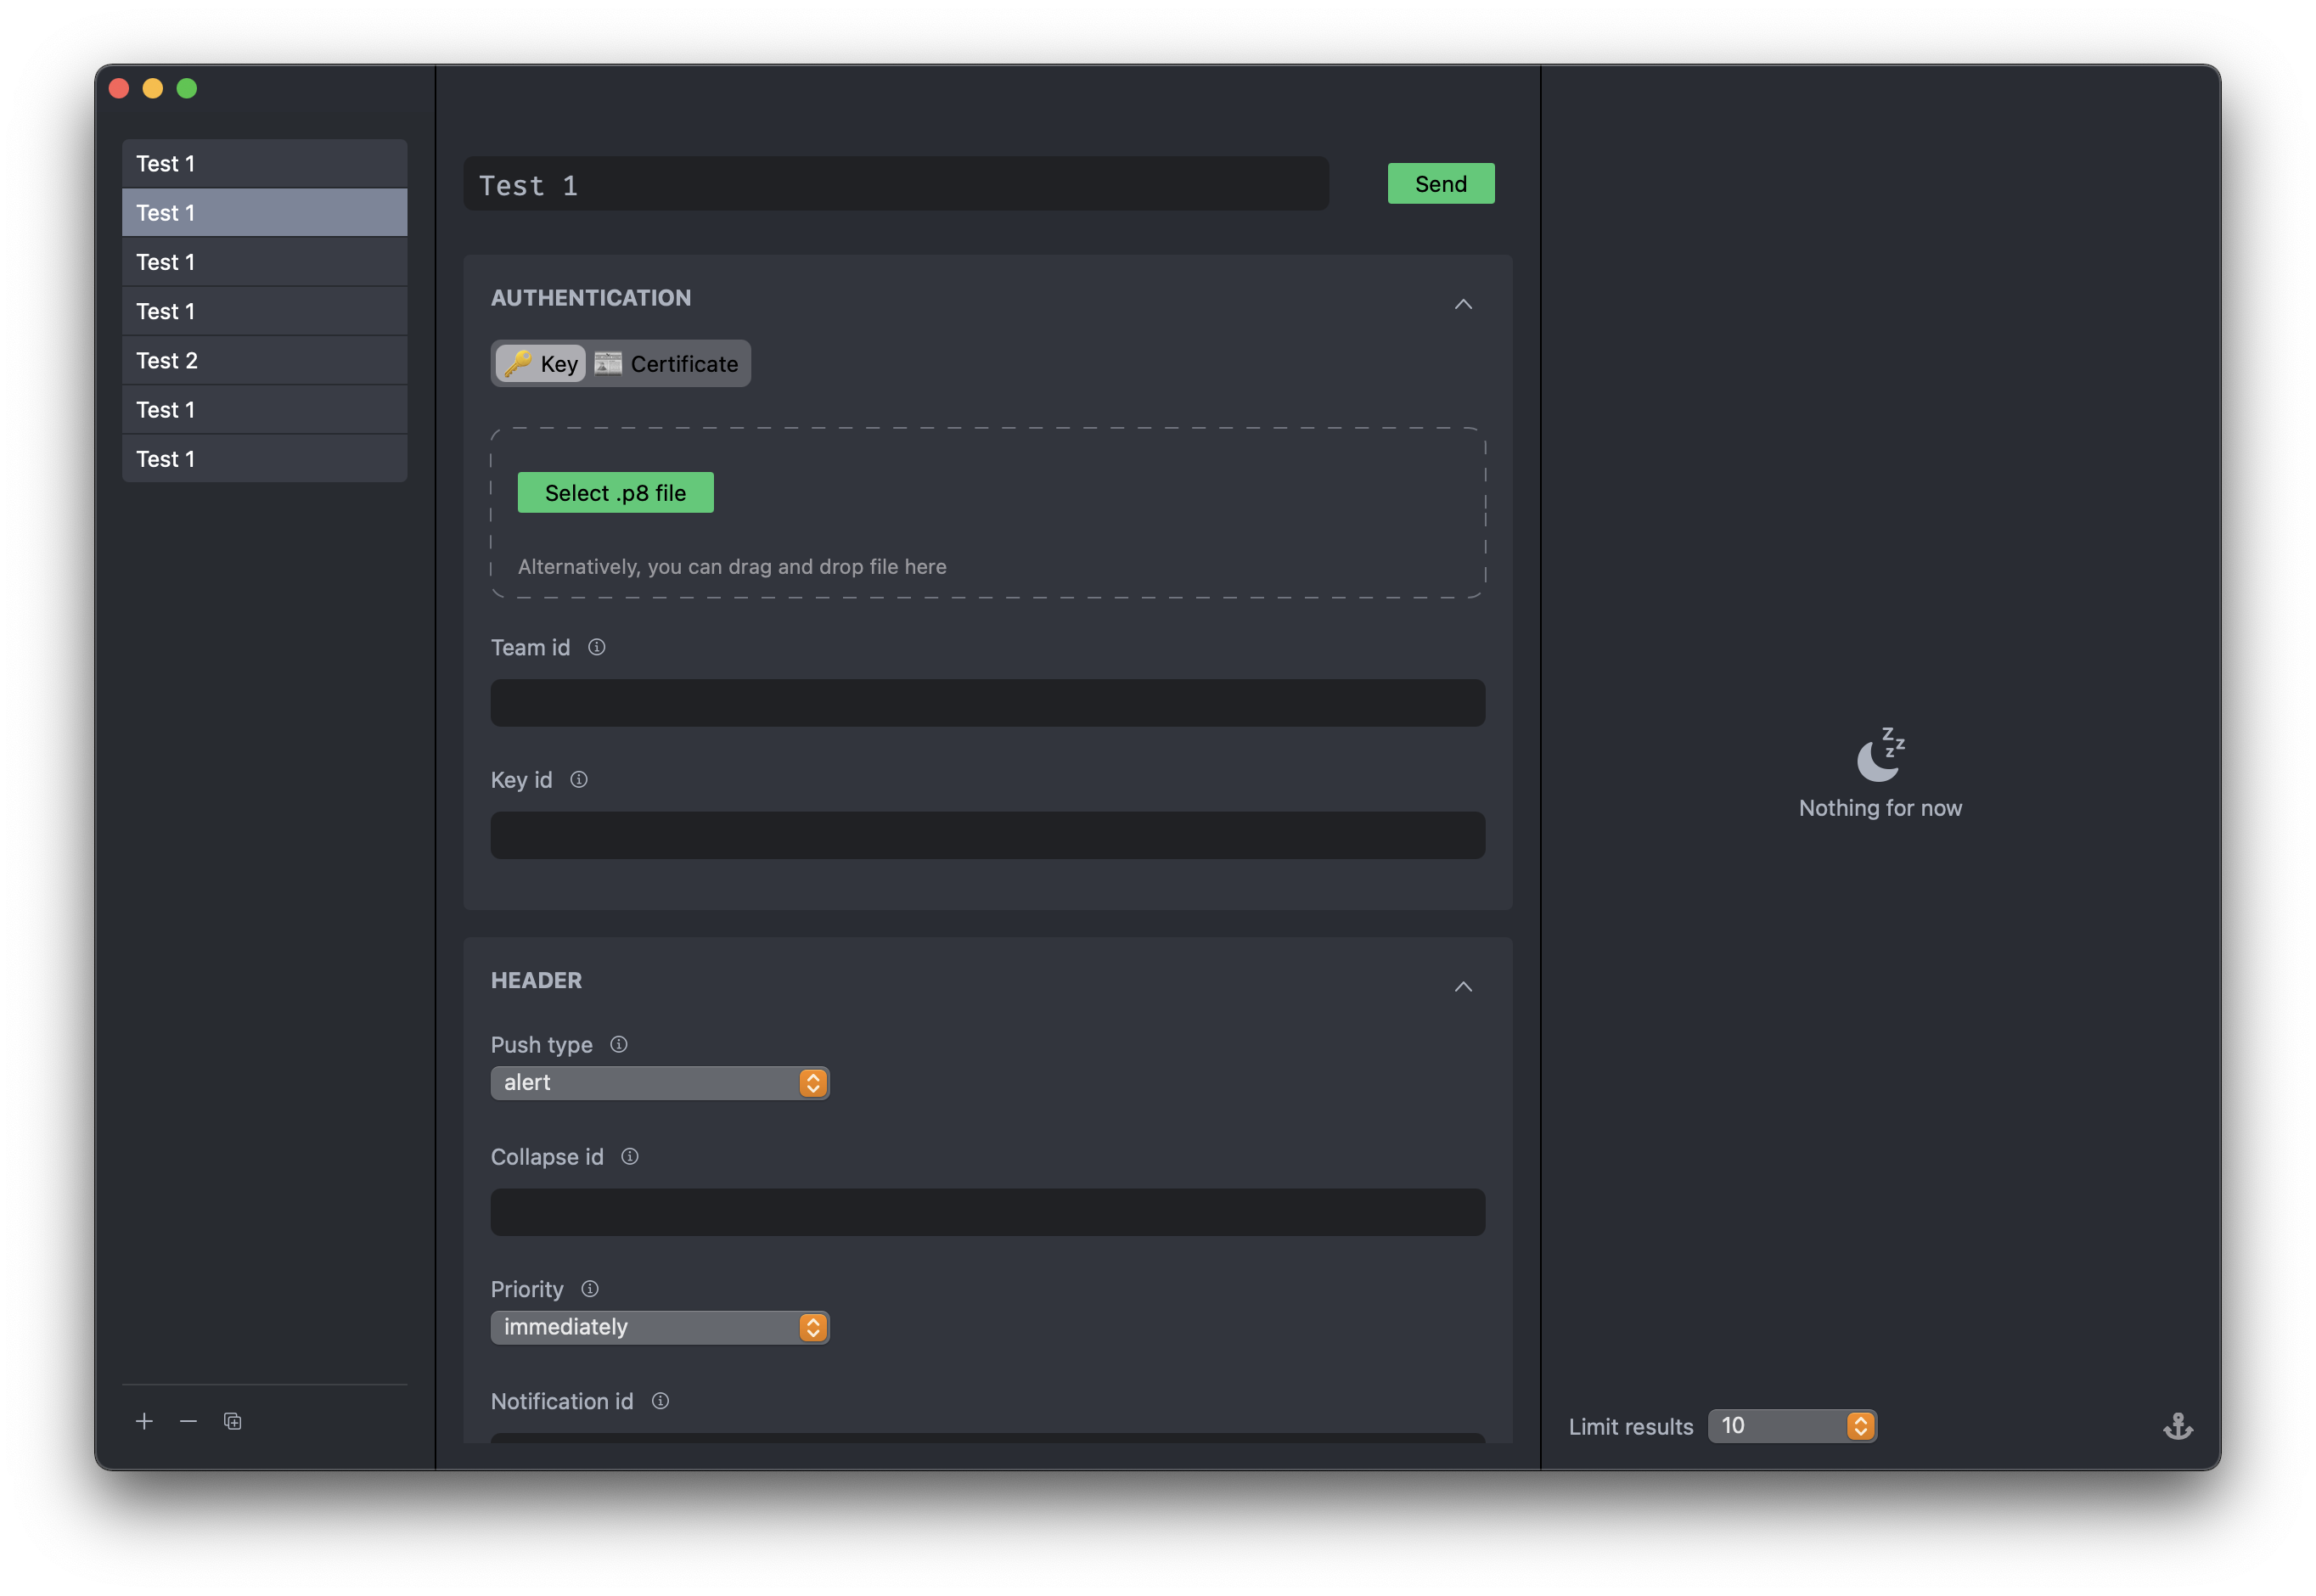 Test 1
Test 1
Test 1
Test 1
Test 2
Test 1
Test 1
Test 1
Send
AUTHENTICATION
Key
Certificate
Select .p8 file
Alternatively, you can drag and drop file here
Team id
Key id
HEADER
Push type
alert
Collapse id
Priority
immediately
Notification id
z z z
Nothing for now
Limit results
10